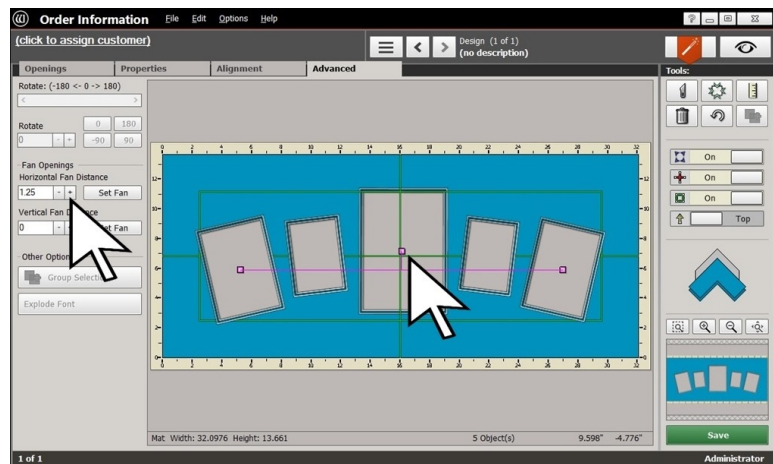 Order Information File Edit Options Help
(click to assign customer)
Design (1 of 1)
(no description)
Openings Properties Alignment Advanced
Tools:
Rotate: (-180 <- 0 -> 180)
Rotate
0 - + 0 180
-90 90
Fan Openings
Horizontal Fan Distance
1.25 - + Set Fan
Vertical Fan
0 - Set Fan
Other
Group
Explode Font
On
On
On
Top
Mat Width: 32.0976 Height: 13.661 5 Object(s) 9.598" -4.776"
Save
1 of 1 Administrator